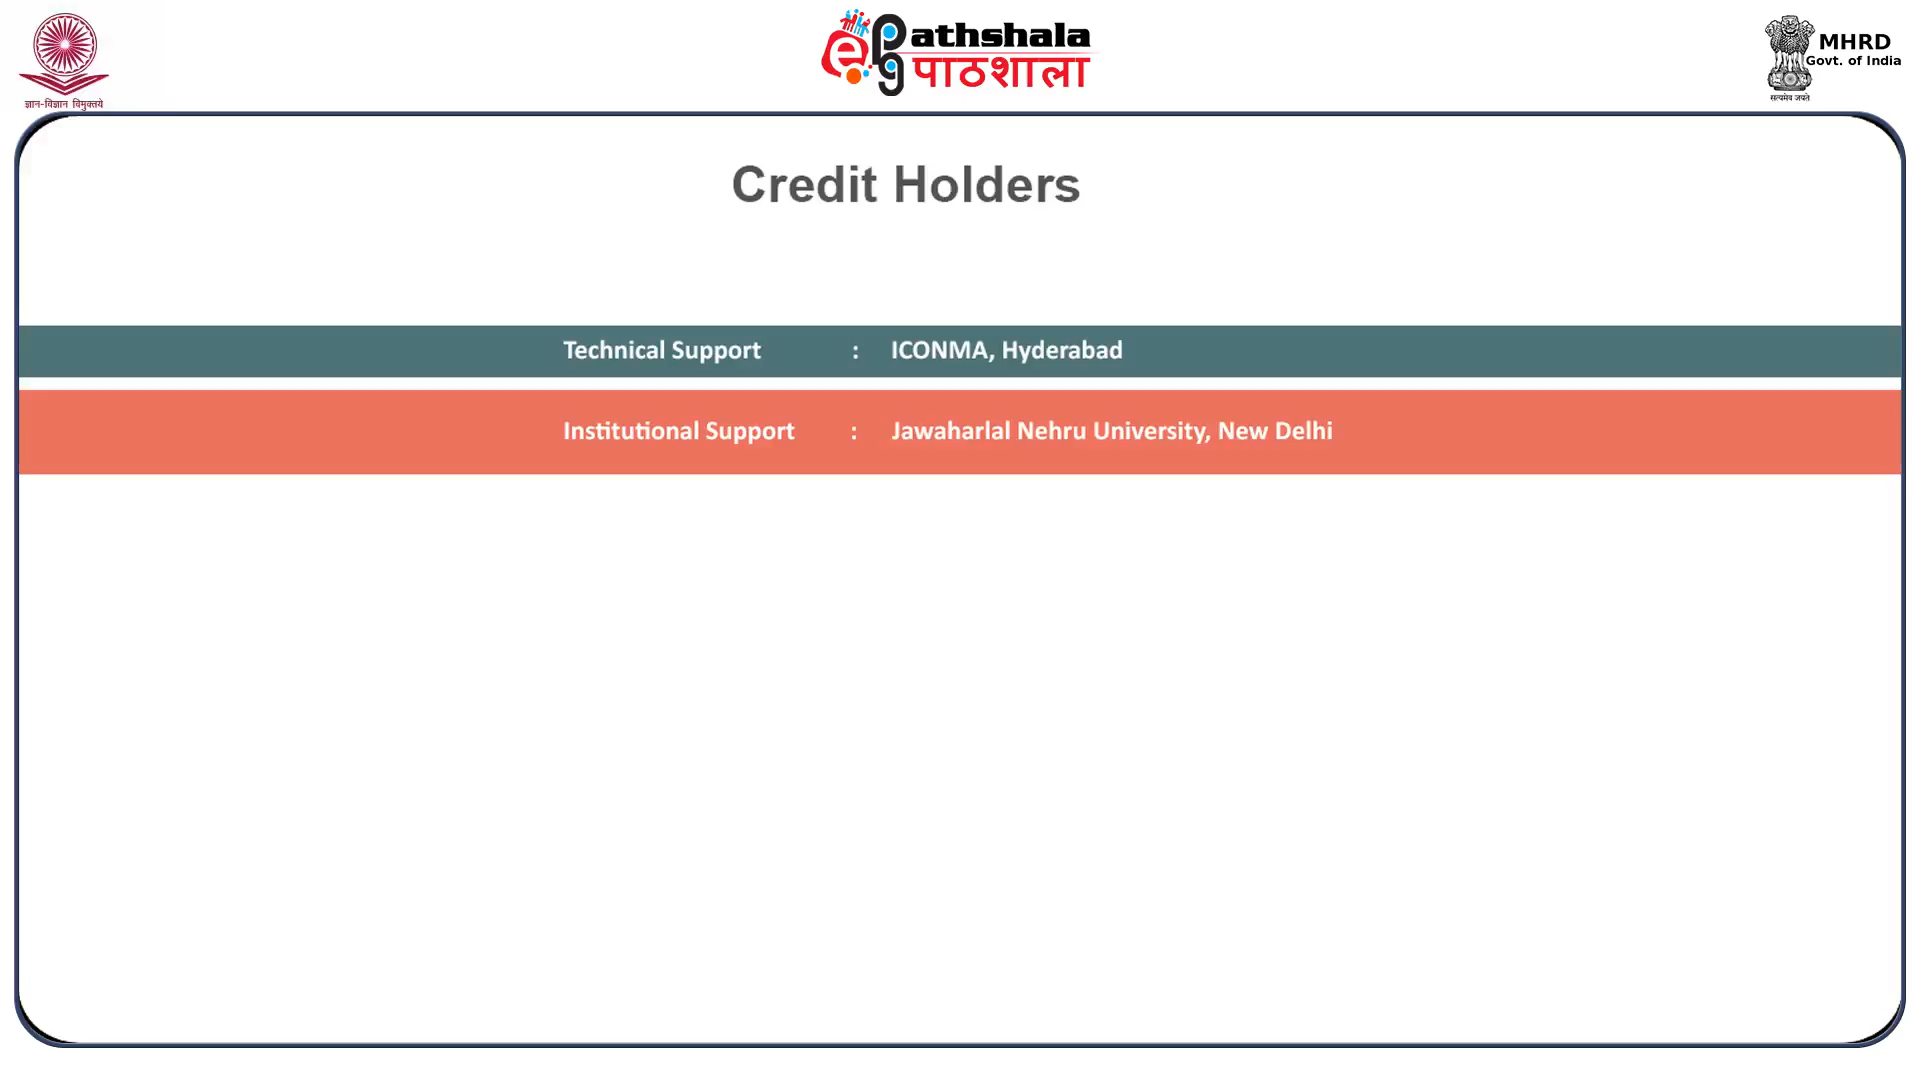 ज्ञान-विज्ञान विमुक्तये
e PG athshala
पाठशाला
MHRD
Govt. of India
सत्यमेव जयते
Credit Holders
Technical Support : ICONMA, Hyderabad
Institutional Support : Jawaharlal Nehru University, New Delhi